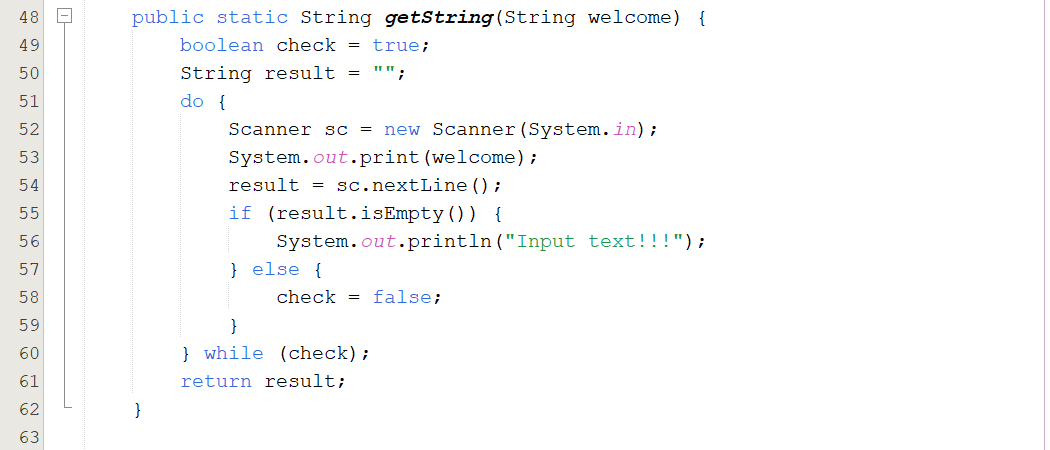 48 public static String getString(String welcome) {
49 boolean check = true;
50 String result = "";
51 do {
52 Scanner sc = new Scanner(System.in);
53 System.out.print(welcome);
54 result = sc.nextLine();
55 if (result.isEmpty()) {
56 System.out.println("Input text!!!");
57 } else {
58 check = false;
59 }
60 } while (check);
61 return result;
62 }
63